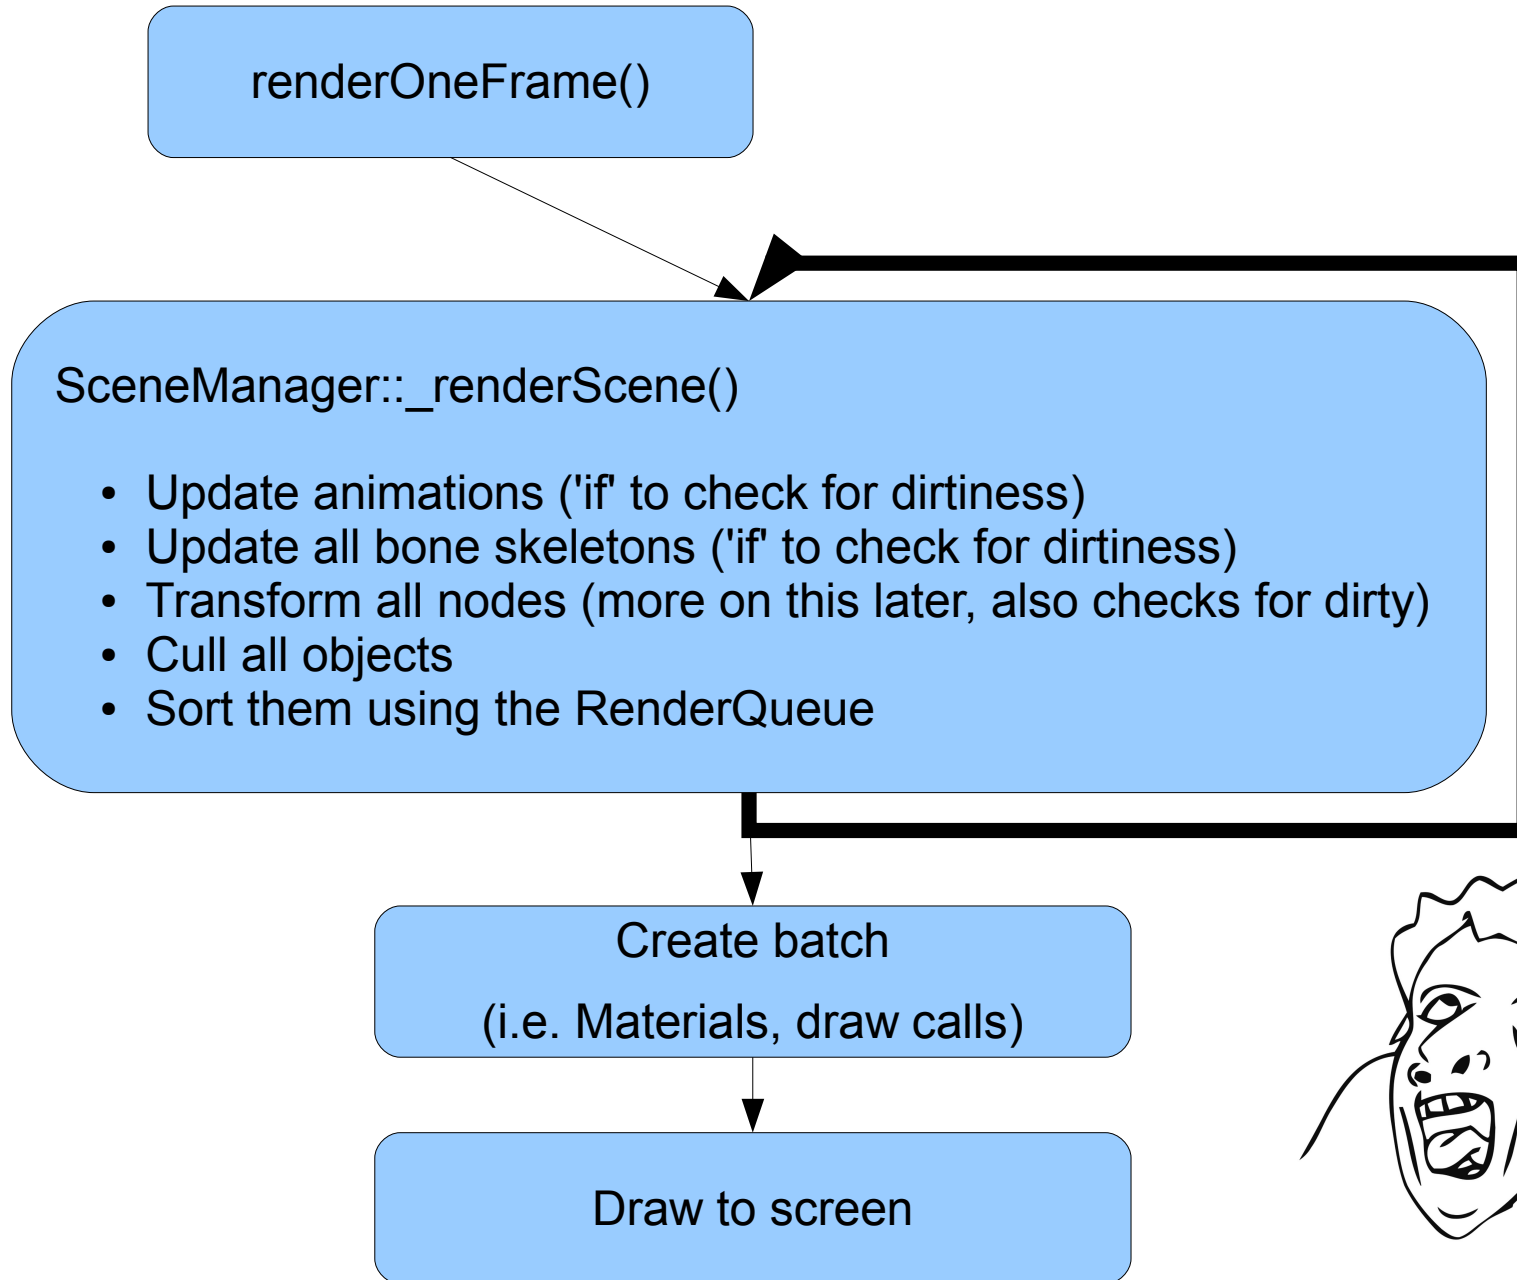 renderOneFrame()
SceneManager::_renderScene()
• Update animations ('if' to check for dirtiness)
• Update all bone skeletons ('if' to check for dirtiness)
• Transform all nodes (more on this later, also checks for dirty)
• Cull all objects
• Sort them using the RenderQueue
Create batch
(i.e. Materials, draw calls)
Draw to screen